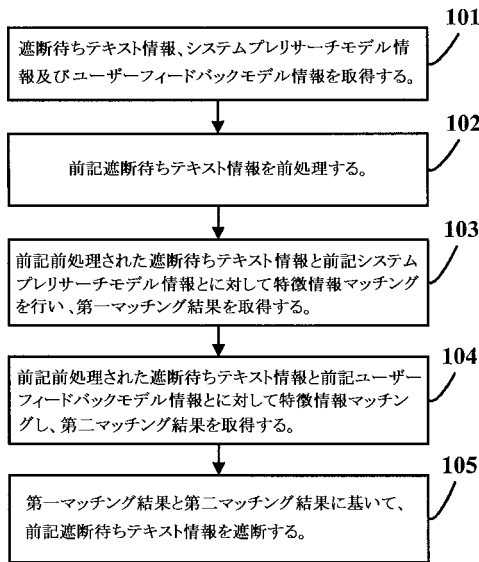 101
遮断待ちテキスト情報、システムプレリサーチモデル情
報及びユーザーフィードバックモデル情報を取得する。
102
前記遮断待ちテキスト情報を前処理する。
103
前記前処理された遮断待ちテキスト情報と前記システム
プレリサーチモデル情報とに対して特徴情報マッチング
を行い、第一マッチング結果を取得する。
104
前記前処理された遮断待ちテキスト情報と前記ユーザー
フィードバックモデル情報とに対して特徴情報マッチン
グし、第二マッチング結果を取得する。
105
第一マッチング結果と第二マッチング結果に基いて、
前記遮断待ちテキスト情報を遮断する。